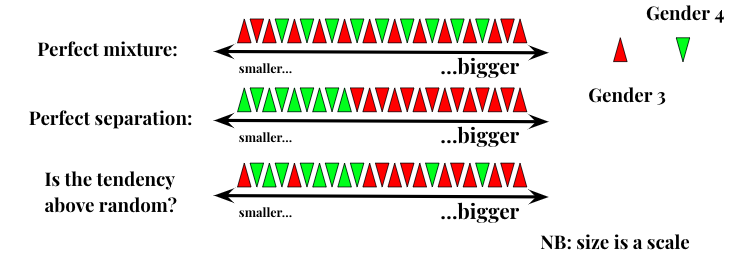 Gender 4
Perfect mixture:
smaller...
...bigger
Gender 3
Perfect separation:
smaller...
...bigger
Is the tendency
above random?
smaller...
...bigger
NB: size is a scale